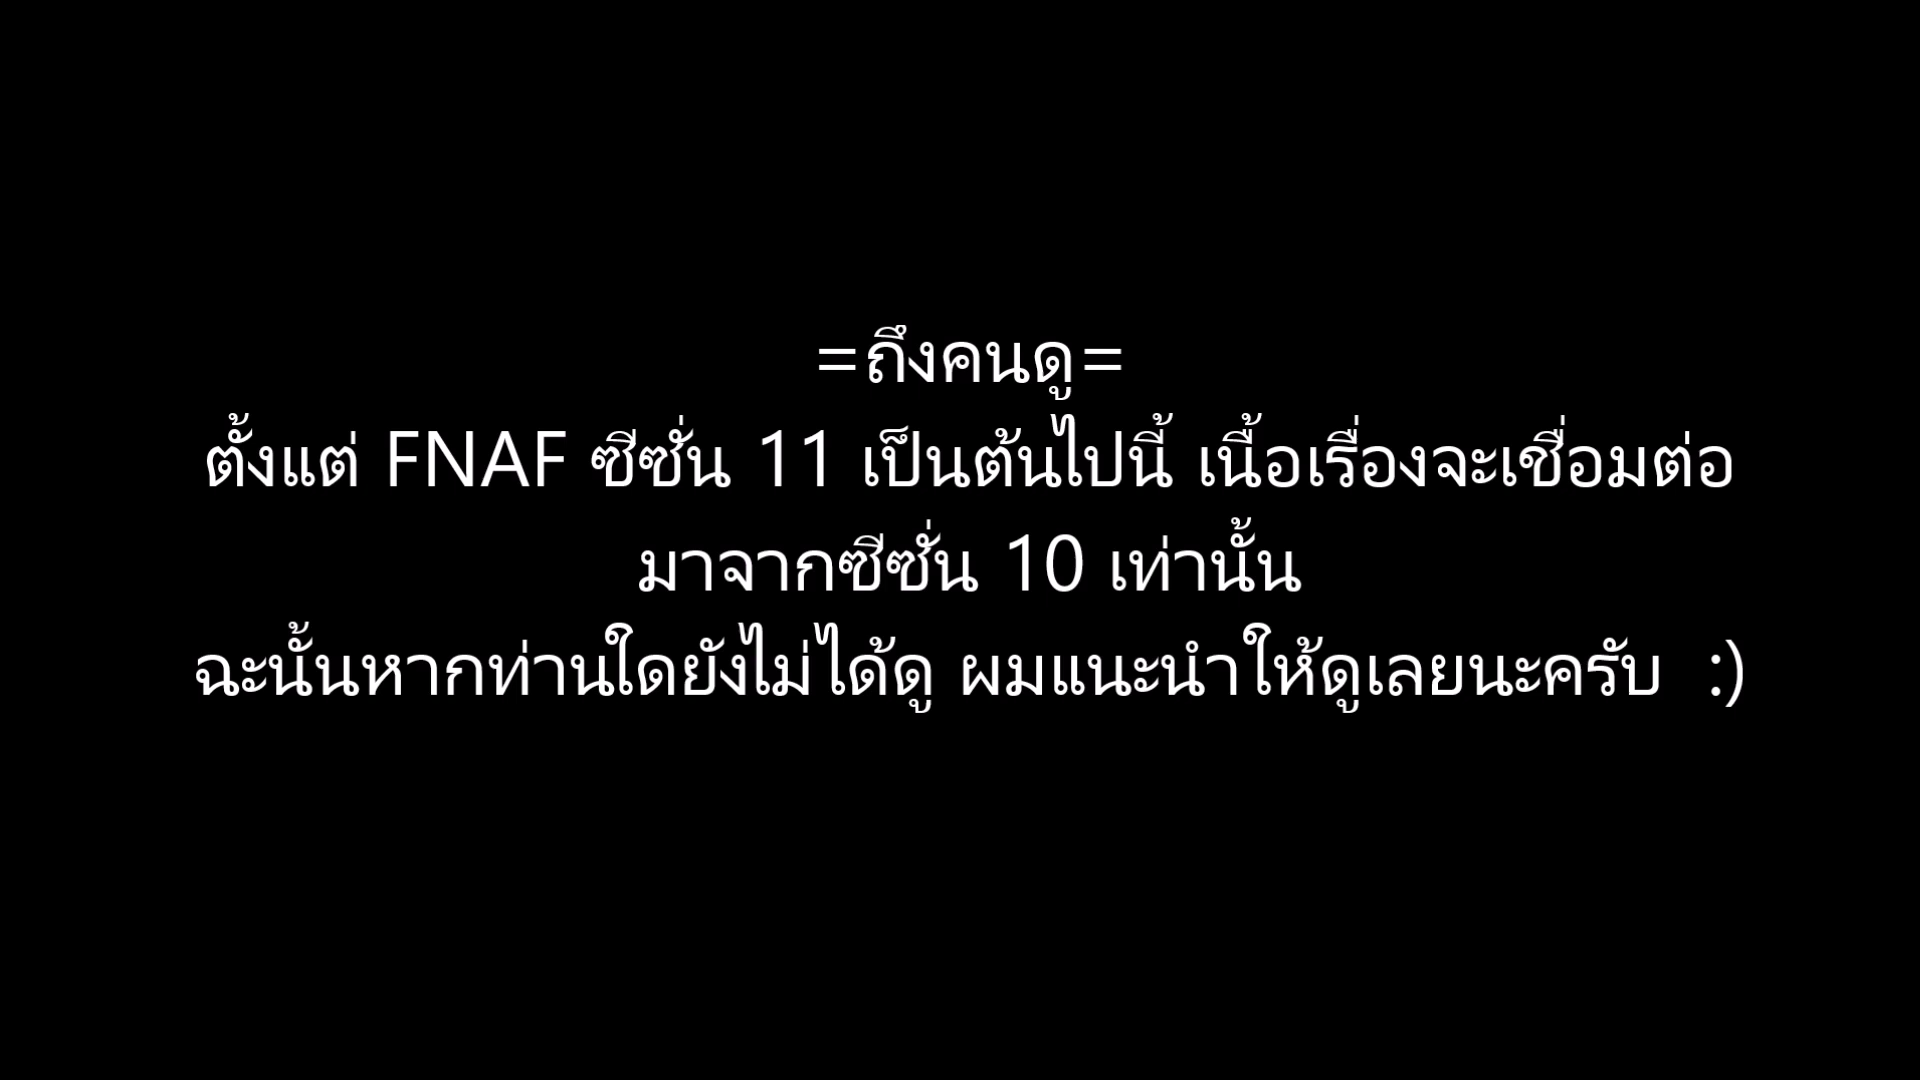 =ถึงคนดู=
ตั้งแต่ FNAF ซีซั่น 11 เป็นต้นไปนี้ เนื้อเรื่องจะเชื่อมต่อ
มาจากซีซั่น 10 เท่านั้น
ฉะนั้นหากท่านใดยังไม่ได้ดู ผมแนะนำให้ดูเลยนะครับ  :)